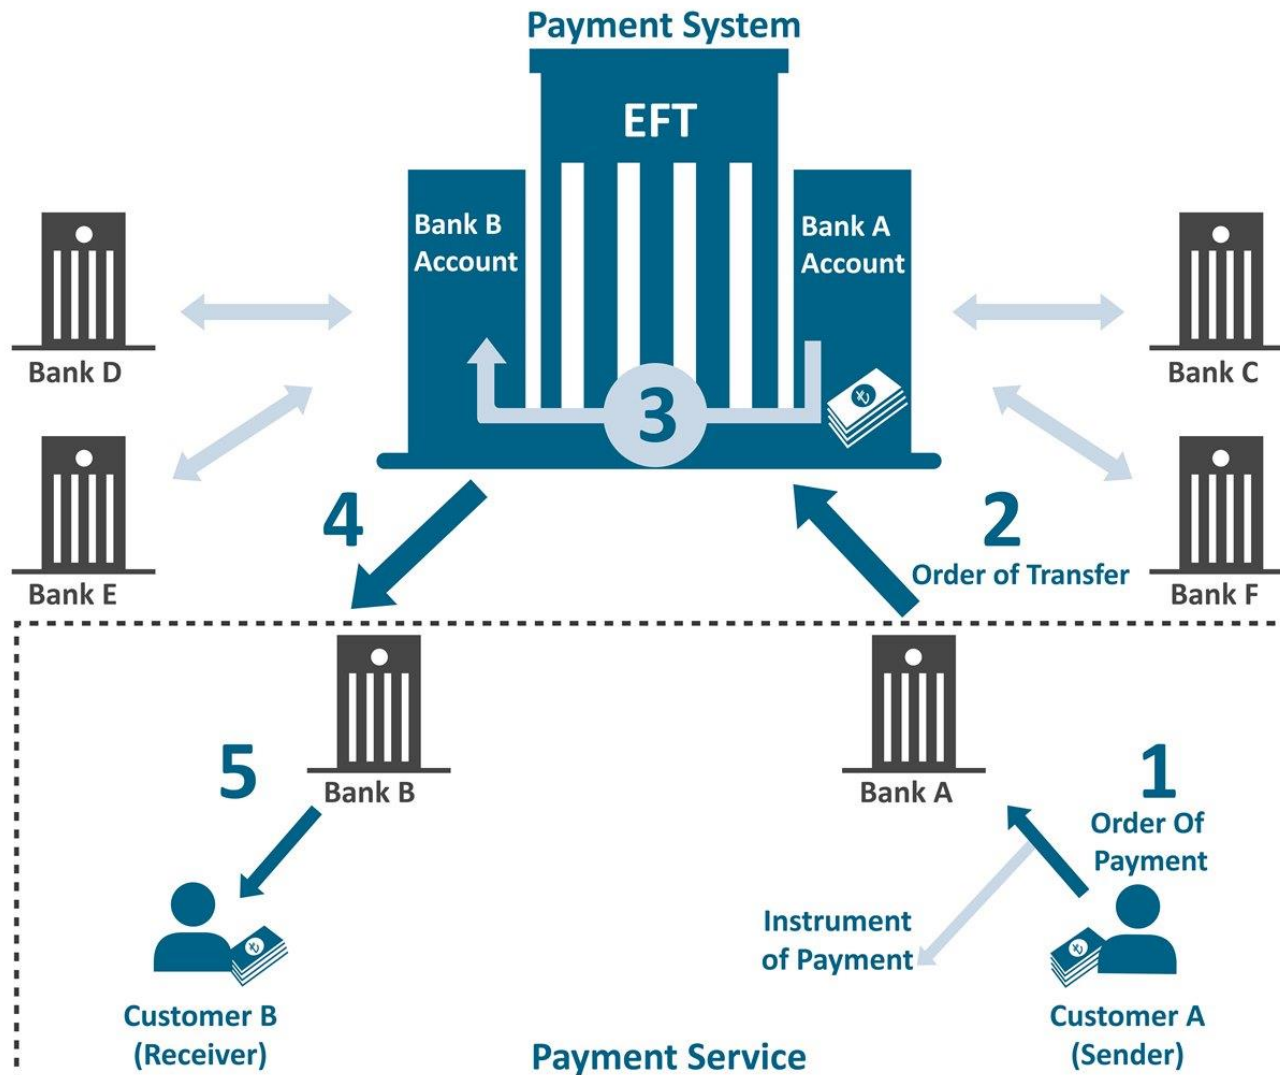 Payment System
EFT
Bank B
Account
Bank A
Account
Bank D
Bank C
3
4
2
Order of Transfer
Bank E
Bank F
5
Bank B
Bank A
1
Order Of
Payment
Instrument
of Payment
Customer B
(Receiver)
Customer A
(Sender)
Payment Service